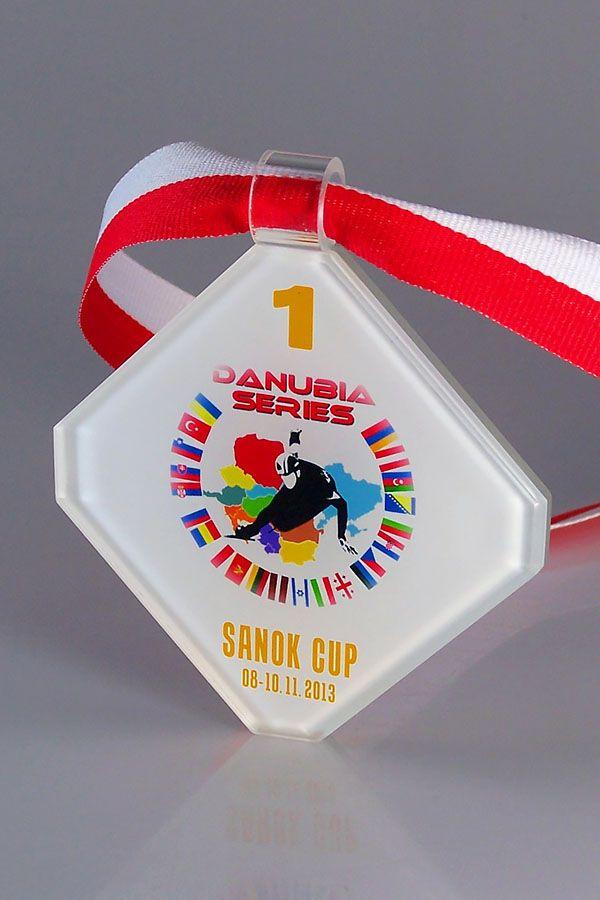 1
DANUBIA
SERIES
SANOK CUP
08-10.11.2013